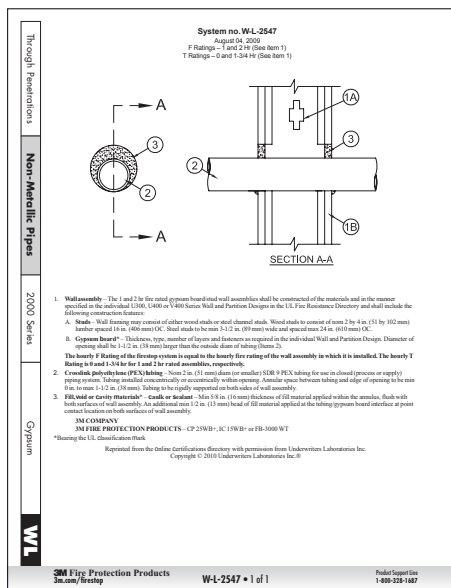 System no. W-L-2547
August 04, 2009
F Ratings – 1 and 2 Hr (See item 1)
T Ratings – 0 and 1-3/4 Hr (See item 1)
Through Penetrations
Non-Metallic Pipes
2000 Series
Gypsum
WL
A
A
3
2
1A
3
2
1B
SECTION A-A
1. Wall assembly – The 1 and 2 hr fire rated gypsum board/stud wall assemblies shall be constructed of the materials and in the manner
specified in the individual U300, U400 or V400 Series Wall and Partition Designs in the UL Fire Resistance Directory and shall include the
following construction features:
A. Studs – Wall framing may consist of either wood studs or steel channel studs. Wood studs to consist of nom 2 by 4 in. (51 by 102 mm)
lumber spaced 16 in. (406 mm) OC. Steel studs to be min 3-1/2 in. (89 mm) wide and spaced max 24 in. (610 mm) OC.
B. Gypsum board* – Thickness, type, number of layers and fasteners as required in the individual Wall and Partition Design. Diameter of
opening shall be 1-1/2 in. (38 mm) larger than the outside diam of tubing (Items 2).
The hourly F Rating of the firestop system is equal to the hourly fire rating of the wall assembly in which it is installed. The hourly T
Rating is 0 and 1-3/4 hr for 1 and 2 hr rated assemblies, respectively.
2. Crosslink polyethylene (PEX) tubing – Nom 2 in. (51 mm) diam (or smaller) SDR 9 PEX tubing for use in closed (process or supply)
piping system. Tubing installed concentrically or eccentrically within opening. Annular space between tubing and edge of opening to be min
0 in. to max 1-1/2 in. (38 mm). Tubing to be rigidly supported on both sides of wall assembly.
3. Fill, Void or Cavity materials* – Caulk or Sealant – Min 5/8 in. (16 mm) thickness of fill material applied within the annulus, flush with
both surfaces of wall assembly. An additional min 1/2 in. (13 mm) bead of fill material applied at the tubing/gypsum board interface at point
contact location on both surfaces of wall assembly.
3M COMPANY
3M FIRE PROTECTION PRODUCTS – CP 25WB+, IC 15WB+ or FB-3000 WT
*Bearing the UL Classification Mark
Reprinted from the Online Certifications Directory with permission from Underwriters Laboratories Inc.
Copyright © 2010 Underwriters Laboratories Inc.®
3M Fire Protection Products
3m.com/firestop
W-L-2547 • 1 of 1
Product Support Line
1-800-328-1687